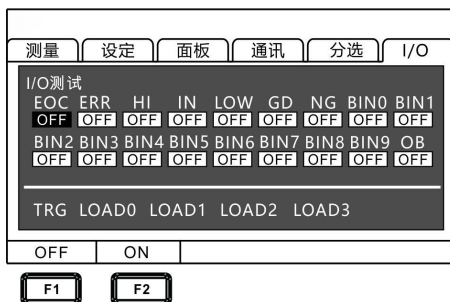 测量 设定 面板 通讯 分选 I/O
I/O测试
EOC ERR HI IN LOW GD NG BIN0 BIN1
OFF OFF OFF OFF OFF OFF OFF OFF OFF
BIN2 BIN3 BIN4 BIN5 BIN6 BIN7 BIN8 BIN9 OB
OFF OFF OFF OFF OFF OFF OFF OFF OFF
TRG LOAD0 LOAD1 LOAD2 LOAD3
OFF ON
F1 F2